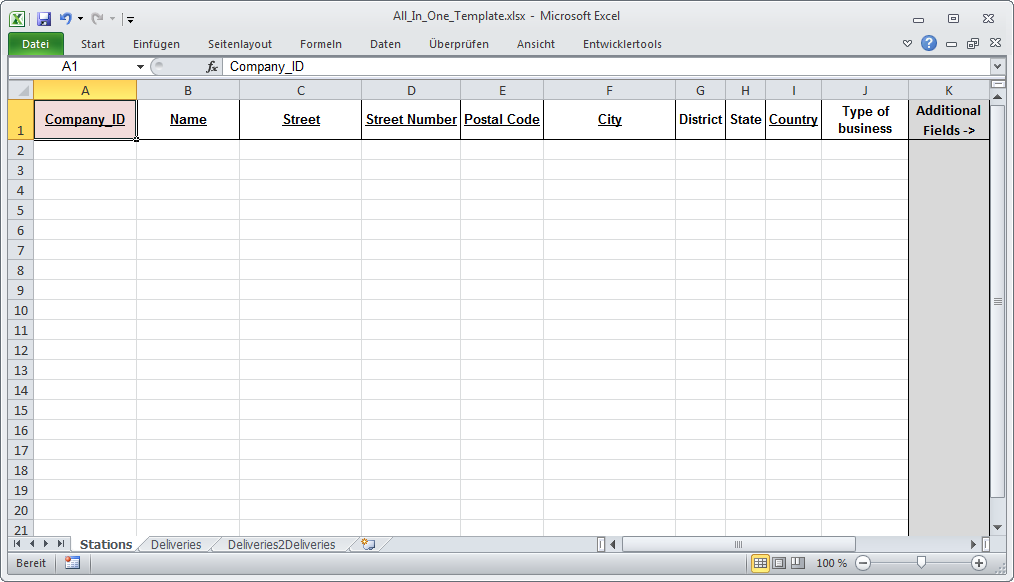 All_In_One_Template.xlsx - Microsoft Excel
Datei Start Einfügen Seitenlayout Formeln Daten Überprüfen Ansicht Entwicklertools
A1 fx Company_ID
A B C D E F G H I J K
1 Company_ID Name Street Street Number Postal Code City District State Country Type of business Additional Fields ->
2
3
4
5
6
7
8
9
10
11
12
13
14
15
16
17
18
19
20
21
Stations Deliveries Deliveries2Deliveries
Bereit 100 %